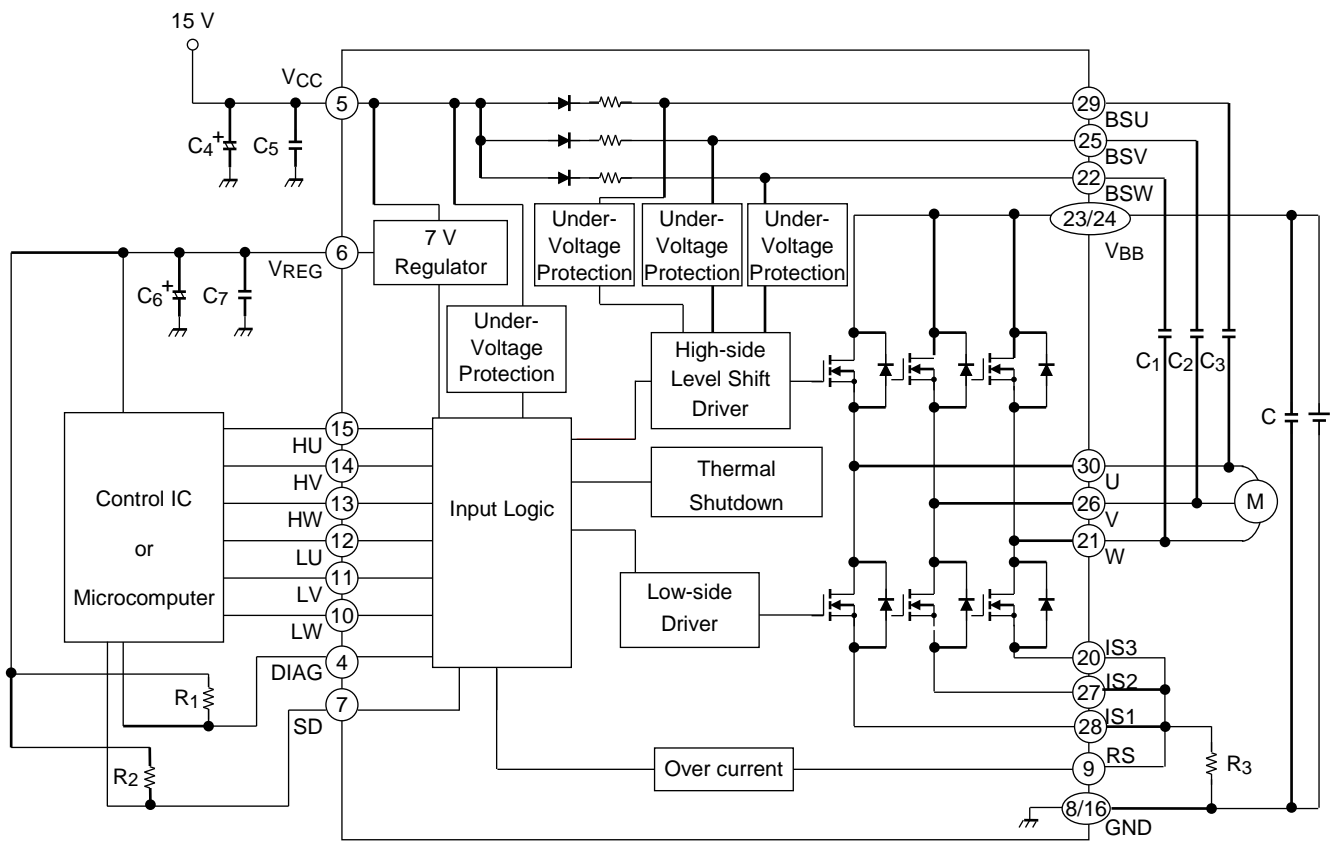 15 V
VCC
5
29
BSU
C4
+
C5
25
BSV
22
BSW
Under-
Voltage
Protection
Under-
Voltage
Protection
Under-
Voltage
Protection
23/24
VBB
7 V
Regulator
6
VREG
C6
+
C7
Under-
Voltage
Protection
High-side
Level Shift
Driver
C1
C2
C3
C
Control IC
or
Microcomputer
15
HU
14
HV
13
HW
12
LU
11
LV
10
LW
4
DIAG
7
SD
Input Logic
Thermal
Shutdown
Low-side
Driver
30
U
26
V
21
W
M
20
IS3
27
IS2
28
IS1
R1
R2
Over current
9
RS
R3
8/16
GND